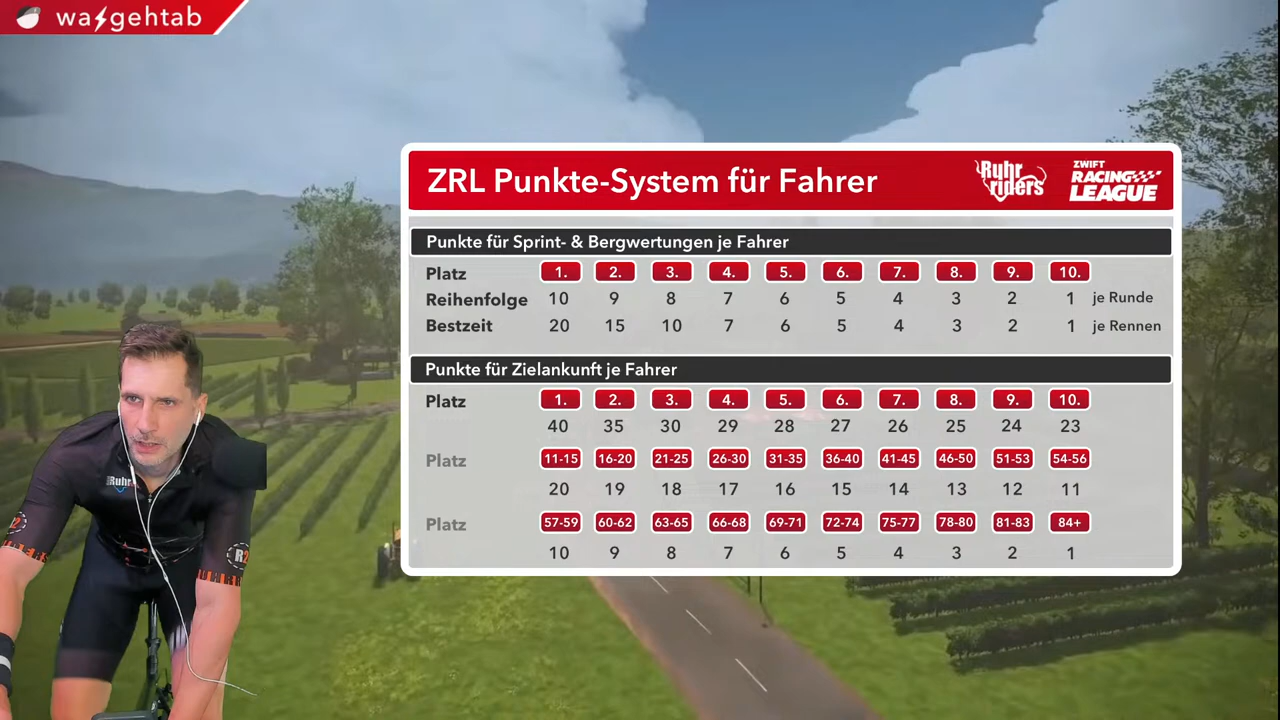 wasgehtab
ZRL Punkte-System für Fahrer
Ruhr riders
ZWIFT RACING LEAGUE
Punkte für Sprint- & Bergwertungen je Fahrer
Platz 1. 2. 3. 4. 5. 6. 7. 8. 9. 10.
Reihenfolge 10 9 8 7 6 5 4 3 2 1 je Runde
Bestzeit 20 15 10 7 6 5 4 3 2 1 je Rennen
Punkte für Zielankunft je Fahrer
Platz 1. 2. 3. 4. 5. 6. 7. 8. 9. 10.
40 35 30 29 28 27 26 25 24 23
Platz 11-15 16-20 21-25 26-30 31-35 36-40 41-45 46-50 51-53 54-56
20 19 18 17 16 15 14 13 12 11
Platz 57-59 60-62 63-65 66-68 69-71 72-74 75-77 78-80 81-83 84+
10 9 8 7 6 5 4 3 2 1
Ruhr